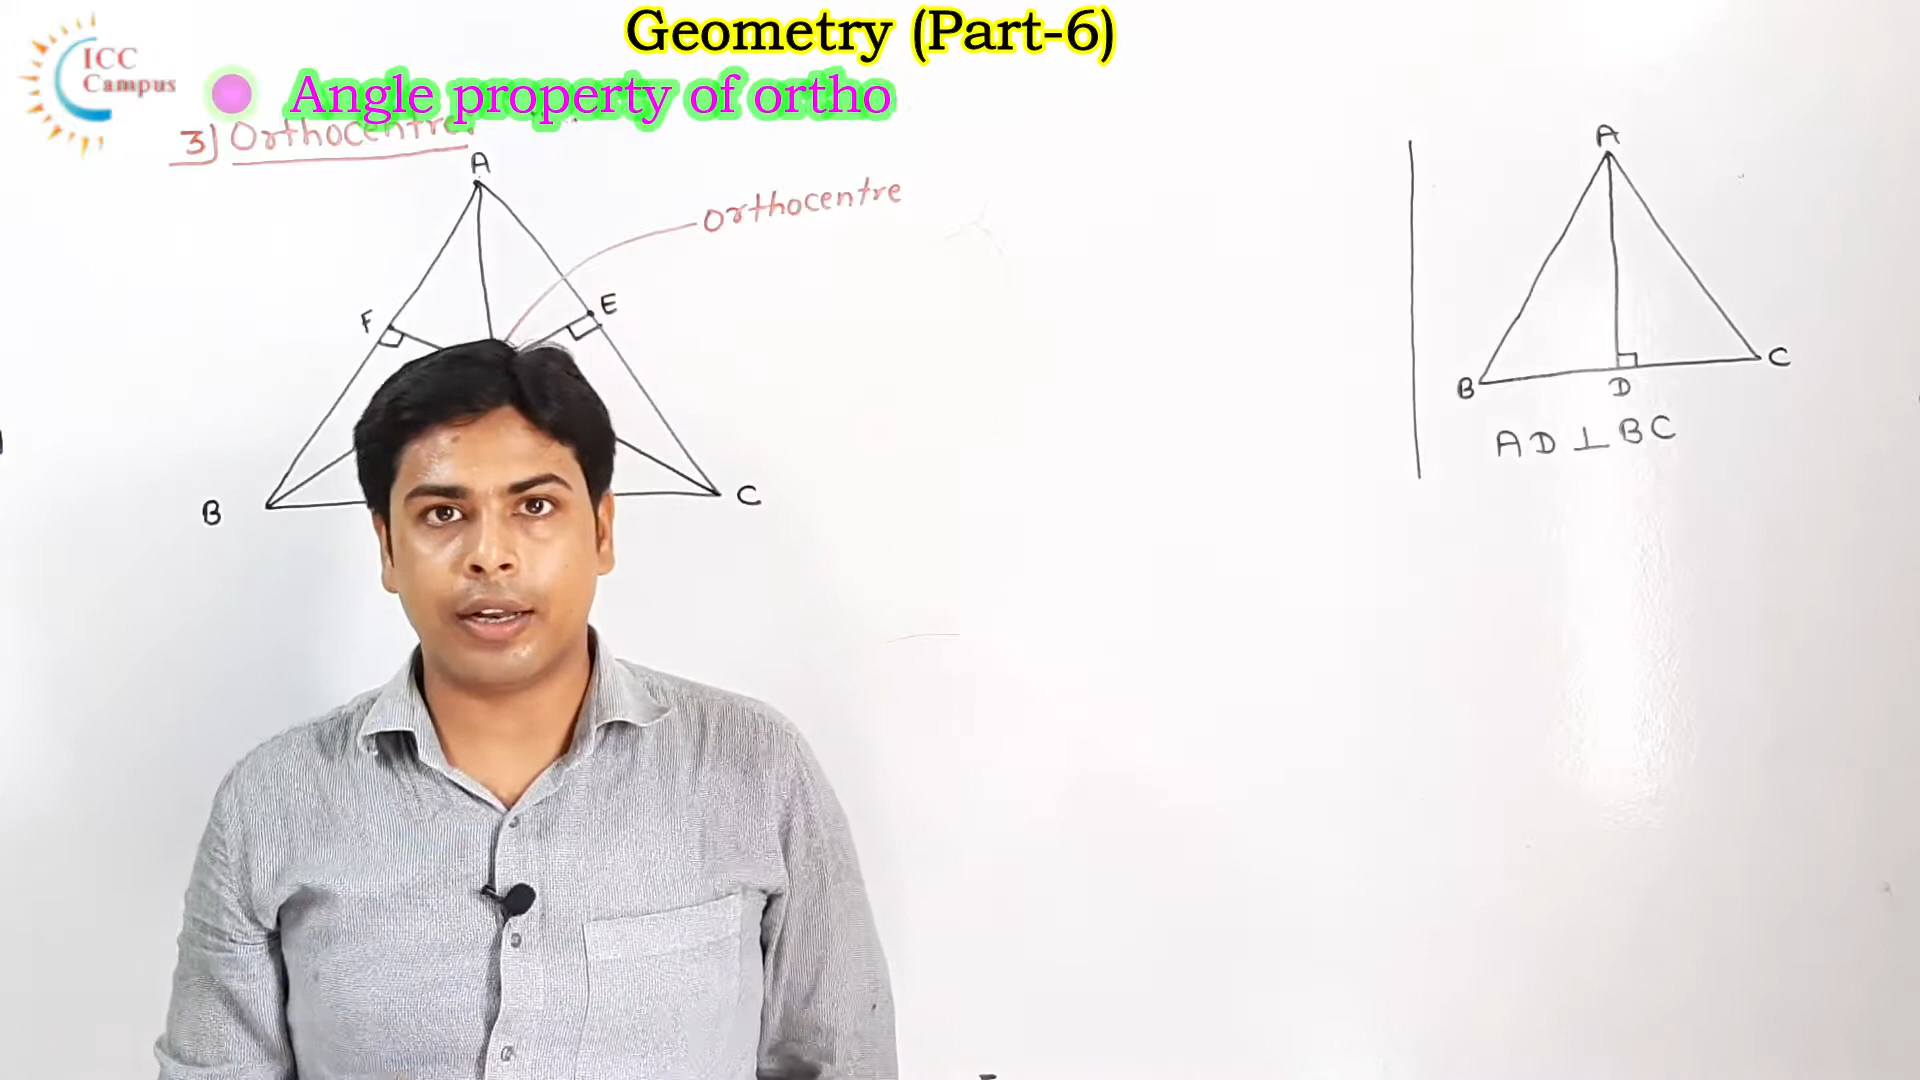 Geometry (Part-6)
ICC
Campus
Angle property of ortho
3) Orthocentre
A
Orthocentre
F
E
B
C
A
B
D
C
AD ⊥ BC